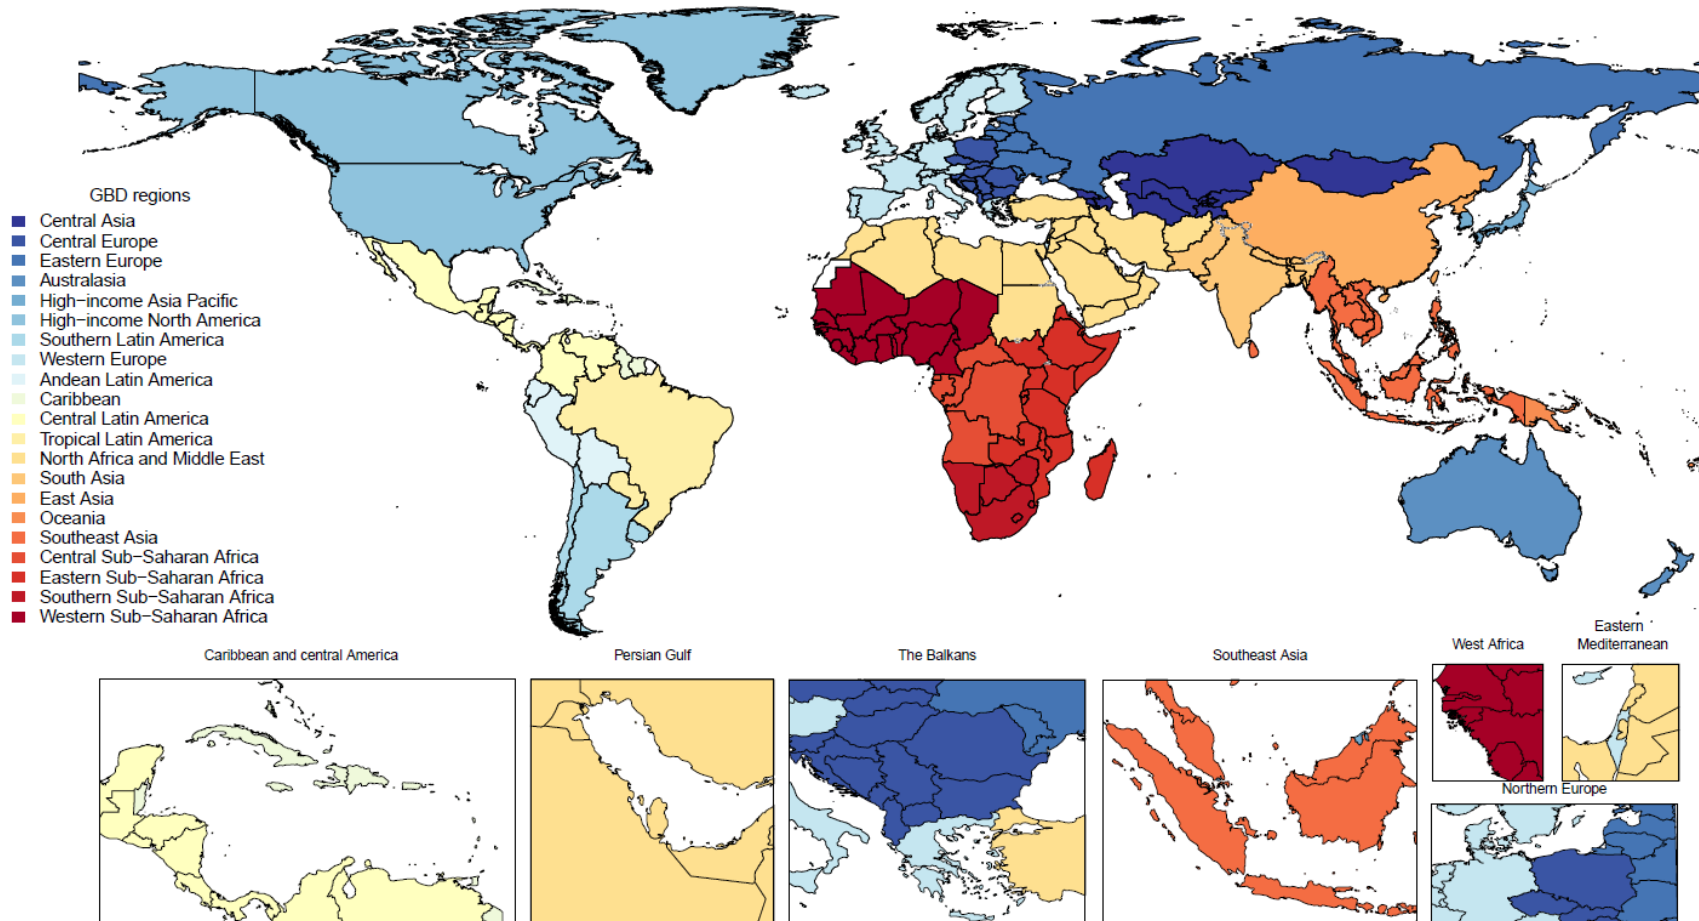 GBD regions
Central Asia
Central Europe
Eastern Europe
Australasia
High−income Asia Pacific
High−income North America
Southern Latin America
Western Europe
Andean Latin America
Caribbean
Central Latin America
Tropical Latin America
North Africa and Middle East
South Asia
East Asia
Oceania
Southeast Asia
Central Sub−Saharan Africa
Eastern Sub−Saharan Africa
Southern Sub−Saharan Africa
Western Sub−Saharan Africa
Caribbean and central America
Persian Gulf
The Balkans
Southeast Asia
West Africa
Eastern
Mediterranean
Northern Europe